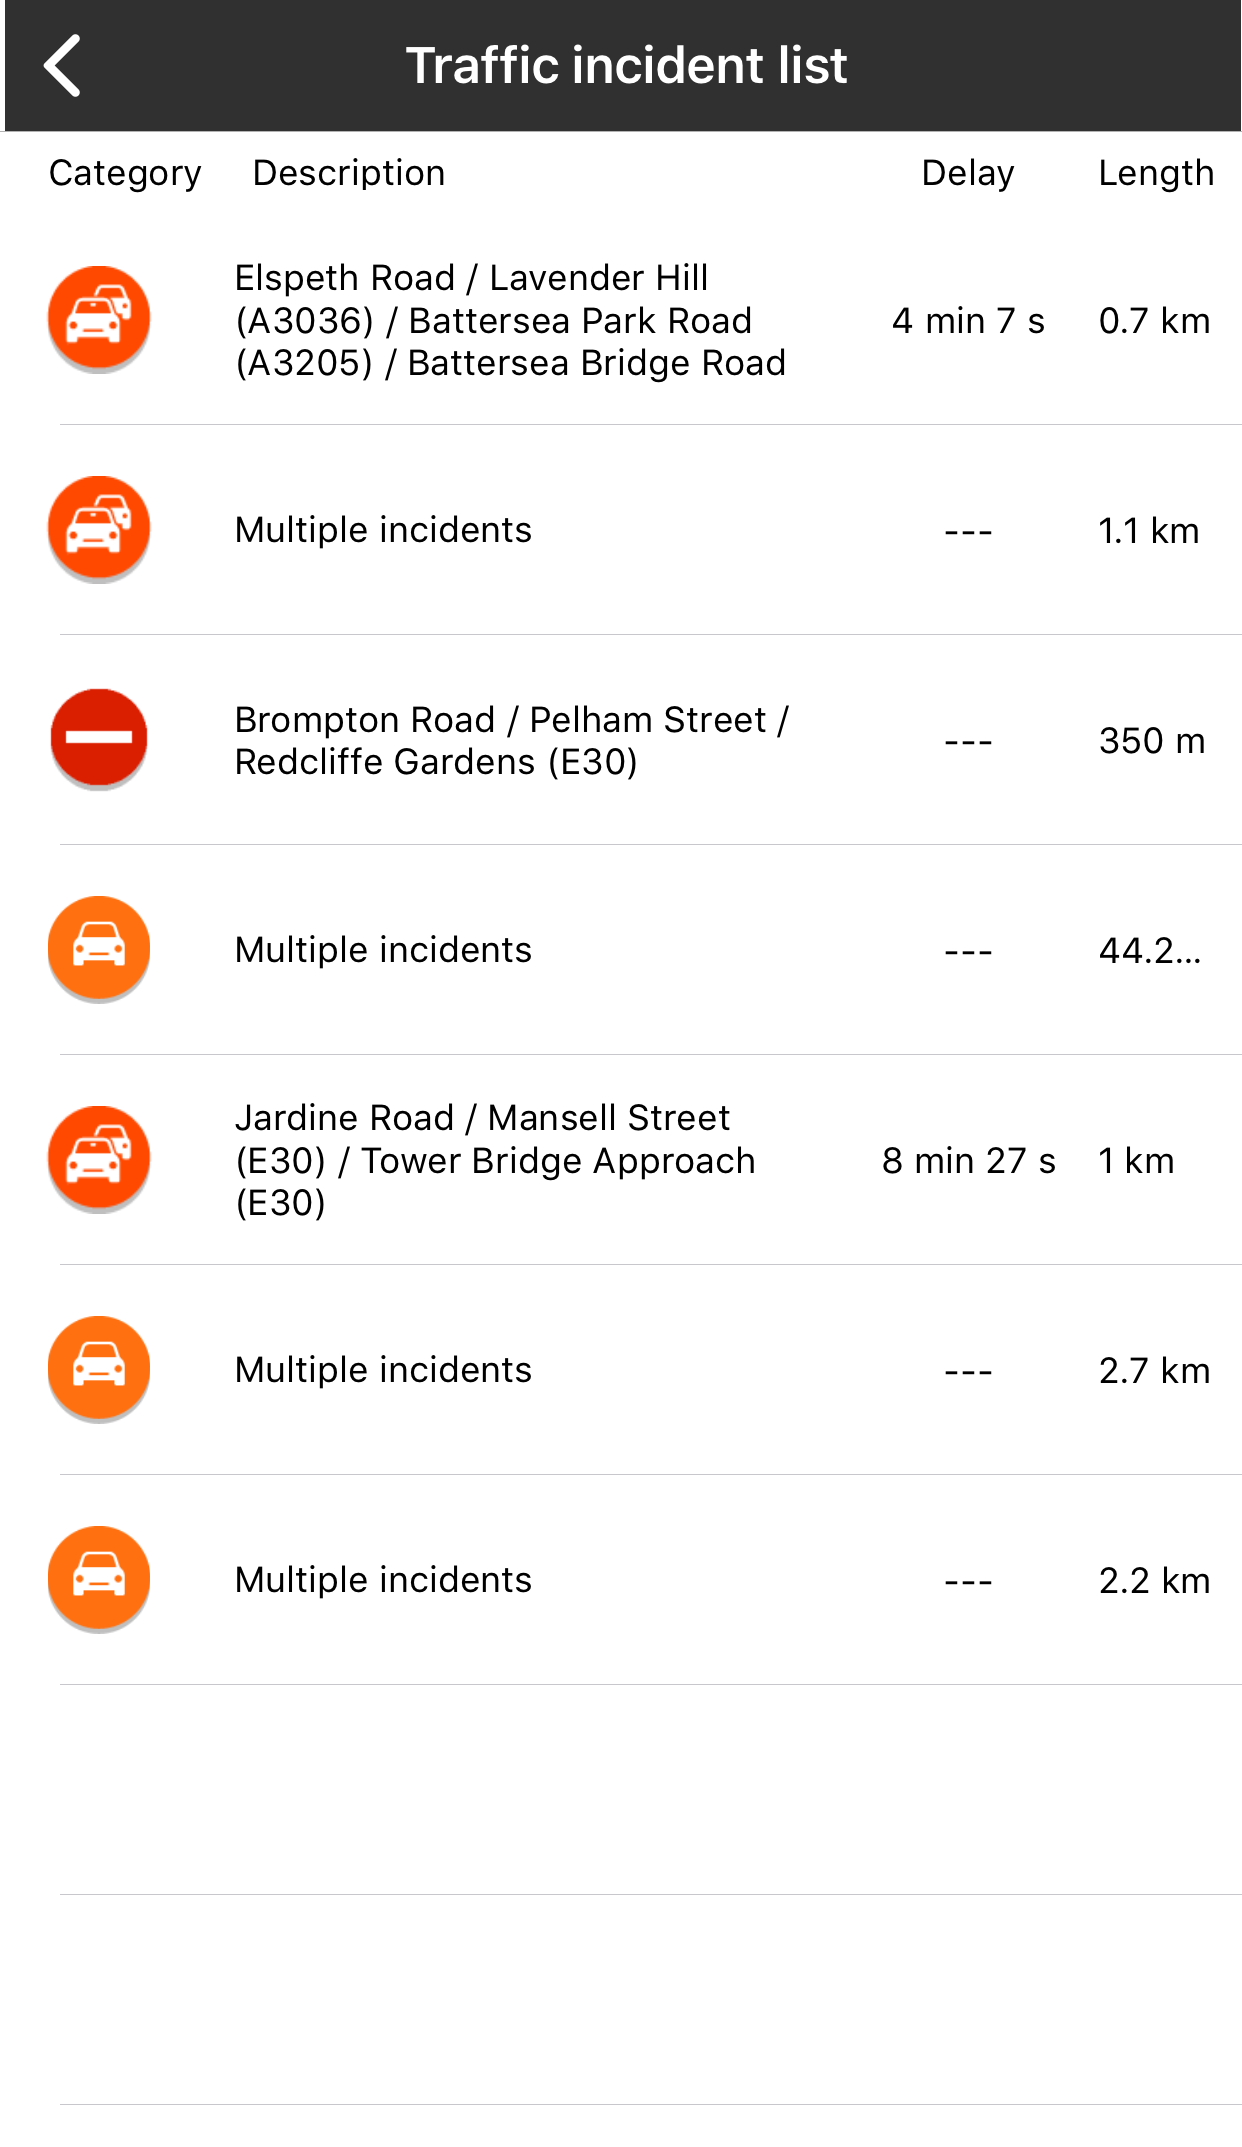 Traffic incident list
Category Description Delay Length
Elspeth Road / Lavender Hill
(A3036) / Battersea Park Road
(A3205) / Battersea Bridge Road
4 min 7 s
0.7 km
Multiple incidents
---
1.1 km
Brompton Road / Pelham Street /
Redcliffe Gardens (E30)
---
350 m
Multiple incidents
---
44.2...
Jardine Road / Mansell Street
(E30) / Tower Bridge Approach
(E30)
8 min 27 s
1 km
Multiple incidents
---
2.7 km
Multiple incidents
---
2.2 km